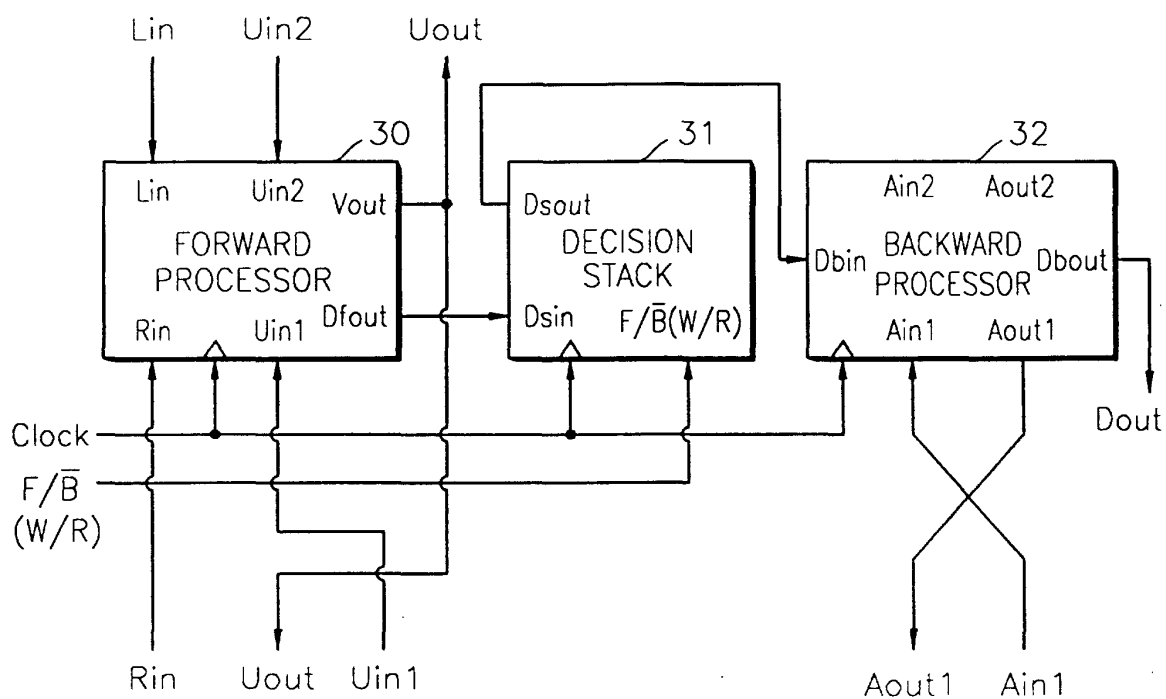 Lin
Uin2
Uout
30
31
32
Lin
Uin2
Vout
FORWARD
PROCESSOR
Dfout
Rin
Uin1
Dsout
DECISION
STACK
Dsin
F/B̅(W/R)
Ain2
Aout2
Dbin
BACKWARD
PROCESSOR
Dbout
Ain1
Aout1
Clock
F/B̅
(W/R)
Dout
Rin
Uout
Uin1
Aout1
Ain1